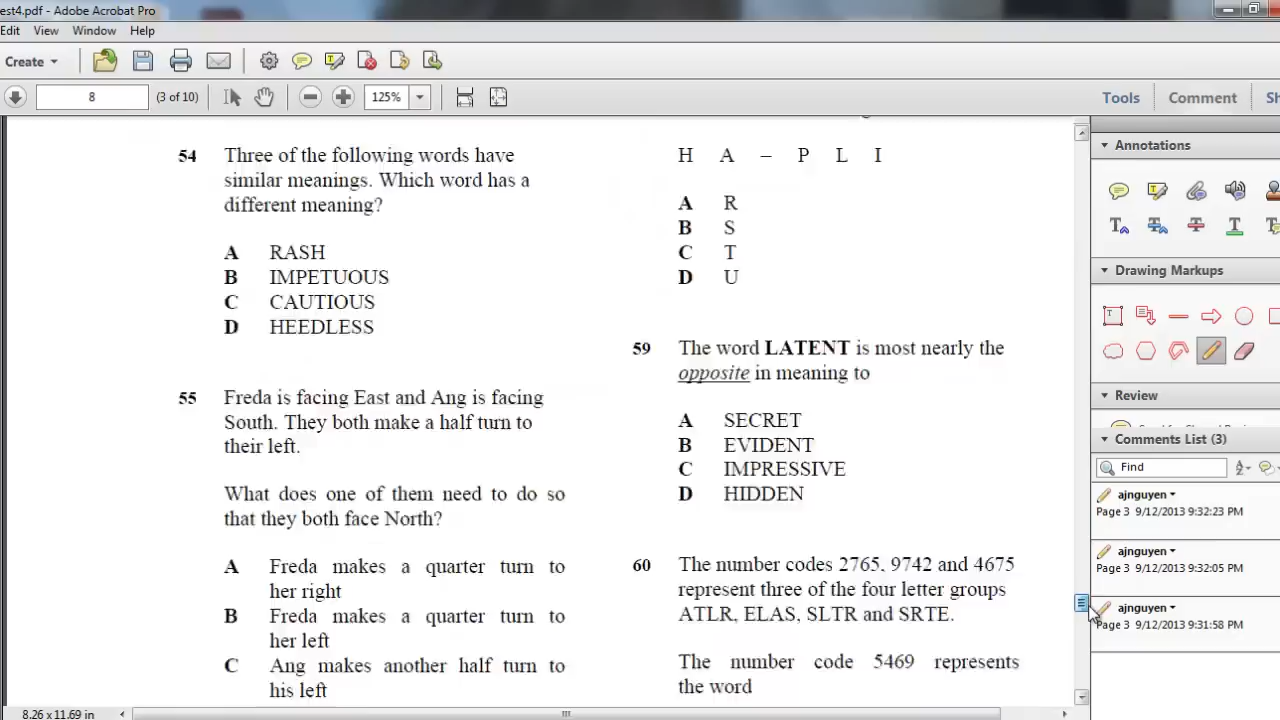 est4.pdf - Adobe Acrobat Pro
Edit View Window Help
Create
8 (3 of 10) 125% Tools Comment
54 Three of the following words have
similar meanings. Which word has a
different meaning?
A RASH
B IMPETUOUS
C CAUTIOUS
D HEEDLESS
55 Freda is facing East and Ang is facing
South. They both make a half turn to
their left.
What does one of them need to do so
that they both face North?
A Freda makes a quarter turn to
her right
B Freda makes a quarter turn to
her left
C Ang makes another half turn to
his left
H A – P L I
A R
B S
C T
D U
59 The word LATENT is most nearly the
opposite in meaning to
A SECRET
B EVIDENT
C IMPRESSIVE
D HIDDEN
60 The number codes 2765, 9742 and 4675
represent three of the four letter groups
ATLR, ELAS, SLTR and SRTE.
The number code 5469 represents
the word
Annotations
Drawing Markups
Review
Comments List (3)
Find
ajnguyen
Page 3 9/12/2013 9:32:23 PM
ajnguyen
Page 3 9/12/2013 9:32:05 PM
ajnguyen
Page 3 9/12/2013 9:31:58 PM
8.26 x 11.69 in